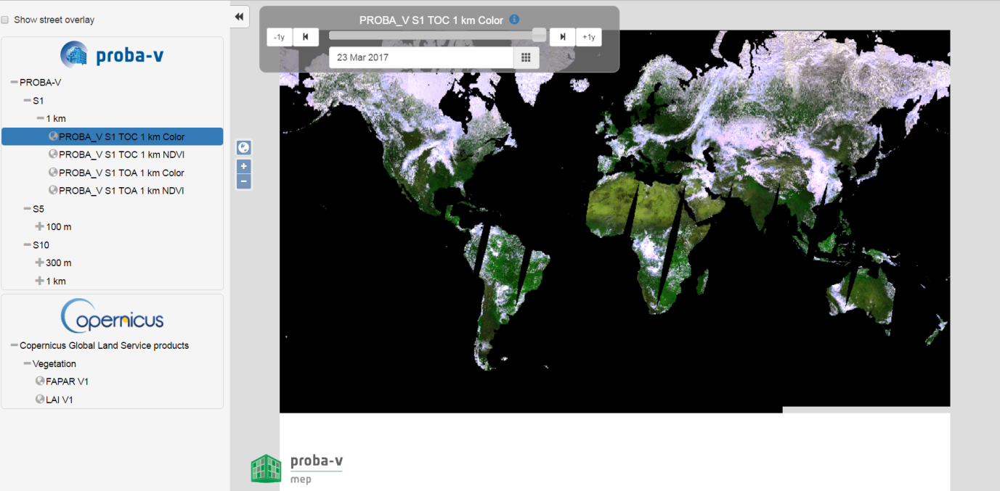 Show street overlay
proba-v
PROBA-V
S1
1 km
PROBA_V S1 TOC 1 km Color
PROBA_V S1 TOC 1 km NDVI
PROBA_V S1 TOA 1 km Color
PROBA_V S1 TOA 1 km NDVI
S5
100 m
S10
300 m
1 km
Copernicus
Copernicus Global Land Service products
Vegetation
FAPAR V1
LAI V1
PROBA_V S1 TOC 1 km Color
-1y +1y
23 Mar 2017
+
−
proba-v
mep